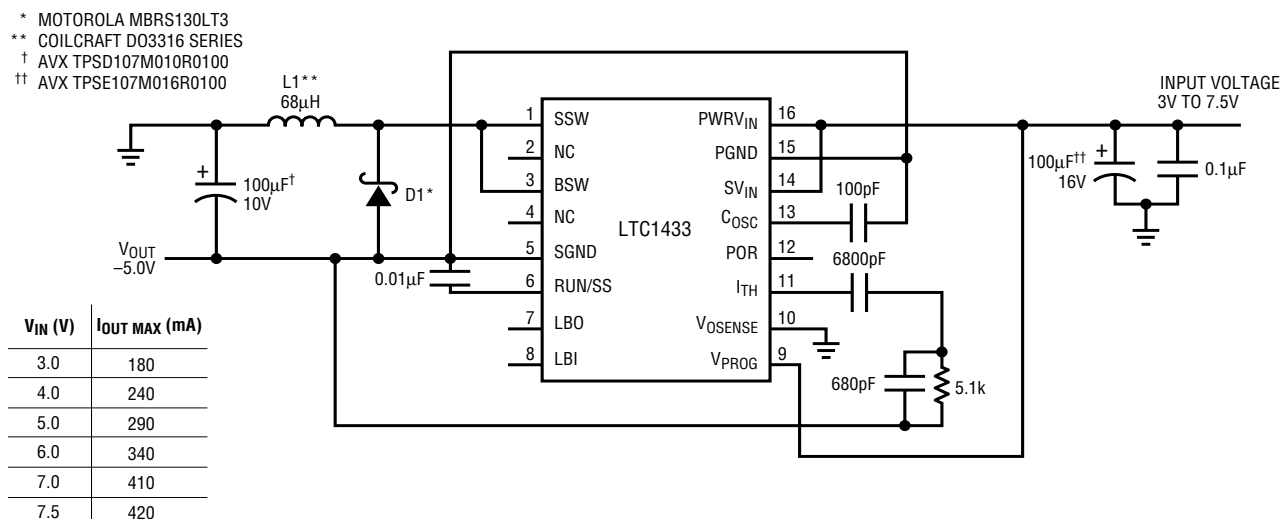 * MOTOROLA MBRS130LT3
** COILCRAFT DO3316 SERIES
† AVX TPSD107M010R0100
†† AVX TPSE107M016R0100
L1**
68µH
INPUT VOLTAGE
3V TO 7.5V
1 SSW
2 NC
3 BSW
4 NC
5 SGND
6 RUN/SS
7 LBO
8 LBI
LTC1433
PWRVIN 16
PGND 15
SVIN 14
COSC 13
POR 12
ITH 11
VOSENSE 10
VPROG 9
+
100µF†
10V
D1*
VOUT
–5.0V
0.01µF
100pF
6800pF
680pF
5.1k
100µF††
16V
+
0.1µF
VIN (V) IOUT MAX (mA)
3.0 180
4.0 240
5.0 290
6.0 340
7.0 410
7.5 420